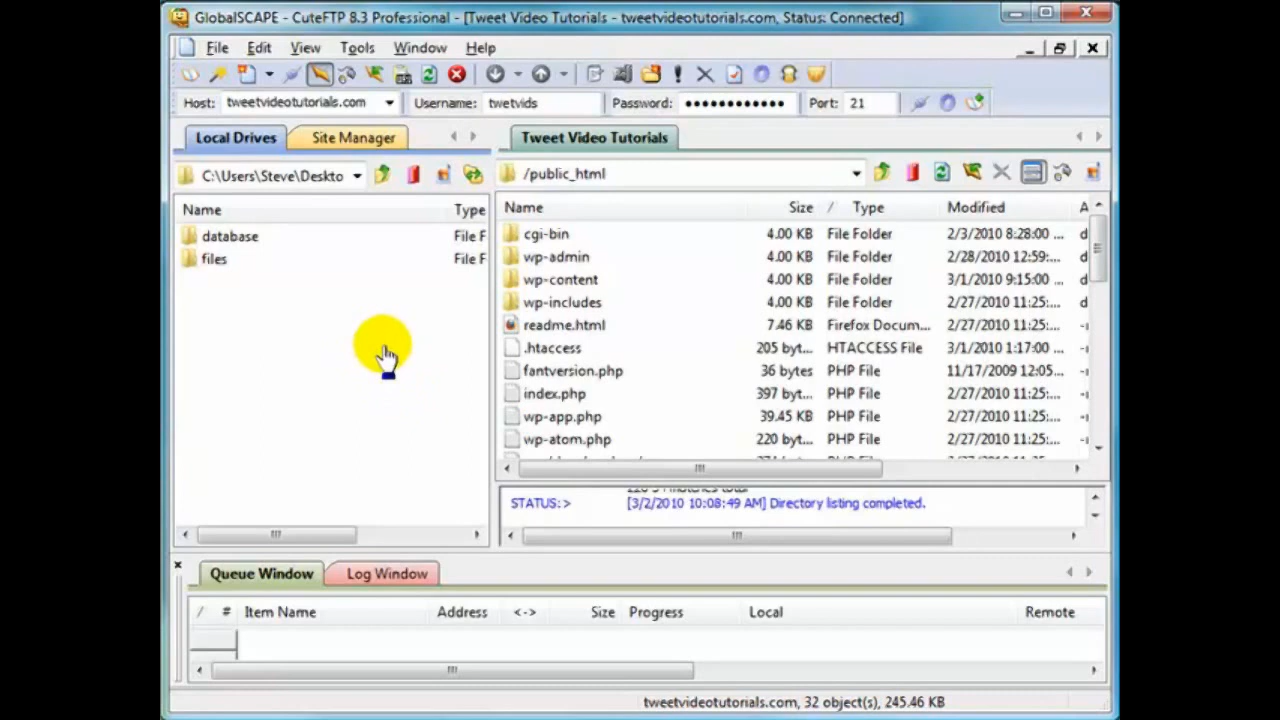 GlobalSCAPE - CuteFTP 8.3 Professional - [Tweet Video Tutorials - tweetvideotutorials.com, Status: Connected]
File Edit View Tools Window Help
Host: tweetvideotutorials.com Username: twetvids Password: •••••••••••• Port: 21
Local Drives Site Manager Tweet Video Tutorials
C:\Users\Steve\Deskto /public_html
Name Type
database File F
files File F
Name Size / Type Modified A
cgi-bin 4.00 KB File Folder 2/3/2010 8:28:00 ... d
wp-admin 4.00 KB File Folder 2/28/2010 12:59:... d
wp-content 4.00 KB File Folder 3/1/2010 9:15:00 ... d
wp-includes 4.00 KB File Folder 2/27/2010 11:25:... d
readme.html 7.46 KB Firefox Docum... 2/27/2010 11:25:... -
.htaccess 205 byt... HTACCESS File 3/1/2010 1:17:00 ... -
fantversion.php 36 bytes PHP File 11/17/2009 12:05... -
index.php 397 byt... PHP File 2/27/2010 11:25:... -
wp-app.php 39.45 KB PHP File 2/27/2010 11:25:... -
wp-atom.php 220 byt... PHP File 2/27/2010 11:25:... -
STATUS:> [3/2/2010 10:08:49 AM] Directory listing completed.
Queue Window Log Window
/ # Item Name Address <-> Size Progress Local Remote
tweetvideotutorials.com, 32 object(s), 245.46 KB